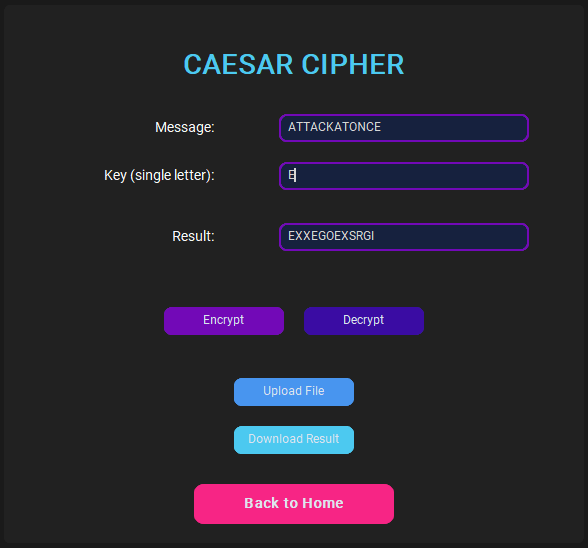 CAESAR CIPHER
Message: ATTACKATONCE
Key (single letter): E
Result: EXXEGOEXSRGI
Encrypt Decrypt
Upload File
Download Result
Back to Home